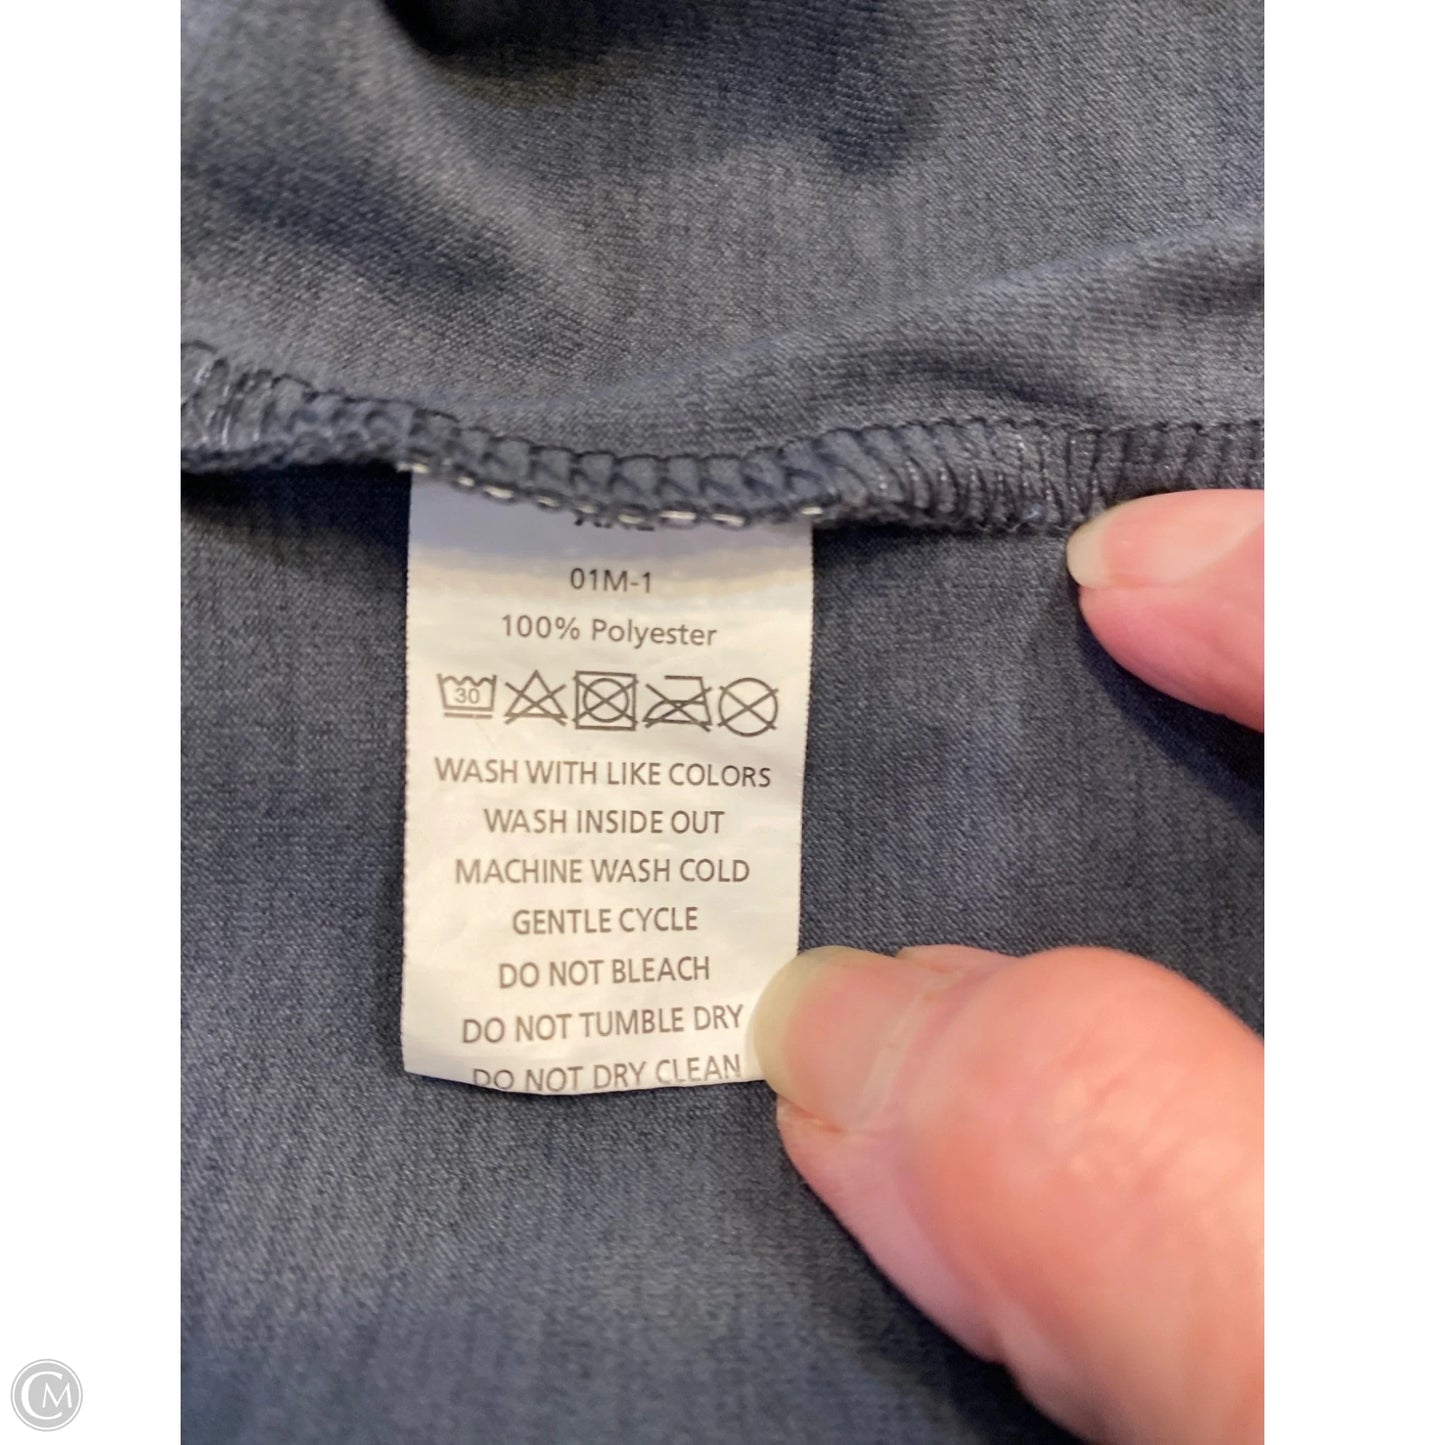 01M-1
100% Polyester
30
WASH WITH LIKE COLORS
WASH INSIDE OUT
MACHINE WASH COLD
GENTLE CYCLE
DO NOT BLEACH
DO NOT TUMBLE DRY
DO NOT DRY CLEAN
CM